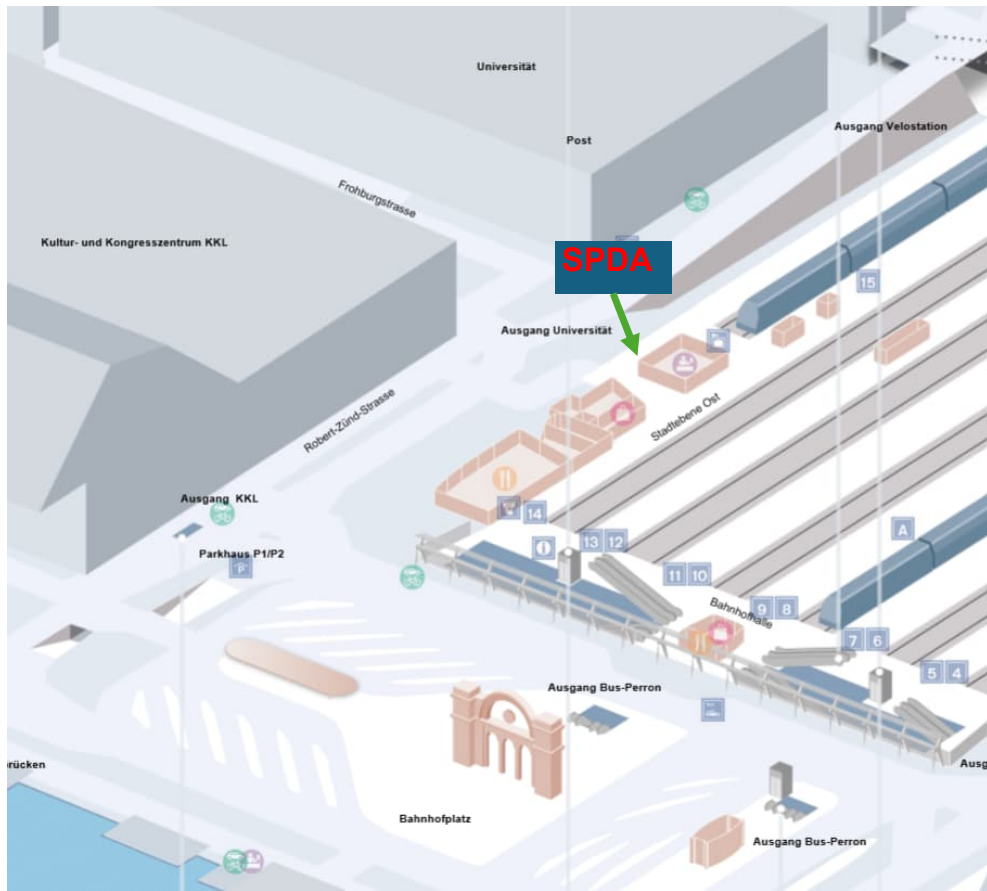 Universität
Ausgang Velostation
Post
Frohburgstrasse
Kultur- und Kongresszentrum KKL
SPDA
15
Ausgang Universität
Stadtebene Ost
Robert-Zünd-Strasse
Ausgang KKL
14
A
13 12
Parkhaus P1/P2
P
i
11 10
Bahnhofhalle
9 8
7 6
5 4
Ausgang Bus-Perron
brücken
Ausg
Bahnhofplatz
Ausgang Bus-Perron